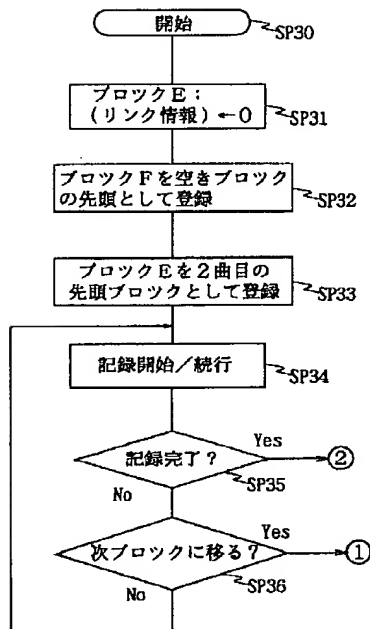 開始
SP30
ブロックE：
(リンク情報)←0
SP31
ブロックFを空きブロック
の先頭として登録
SP32
ブロックEを2曲目の
先頭ブロックとして登録
SP33
記録開始/続行
SP34
記録完了?
Yes
②
No
SP35
次ブロックに移る?
Yes
①
No
SP36